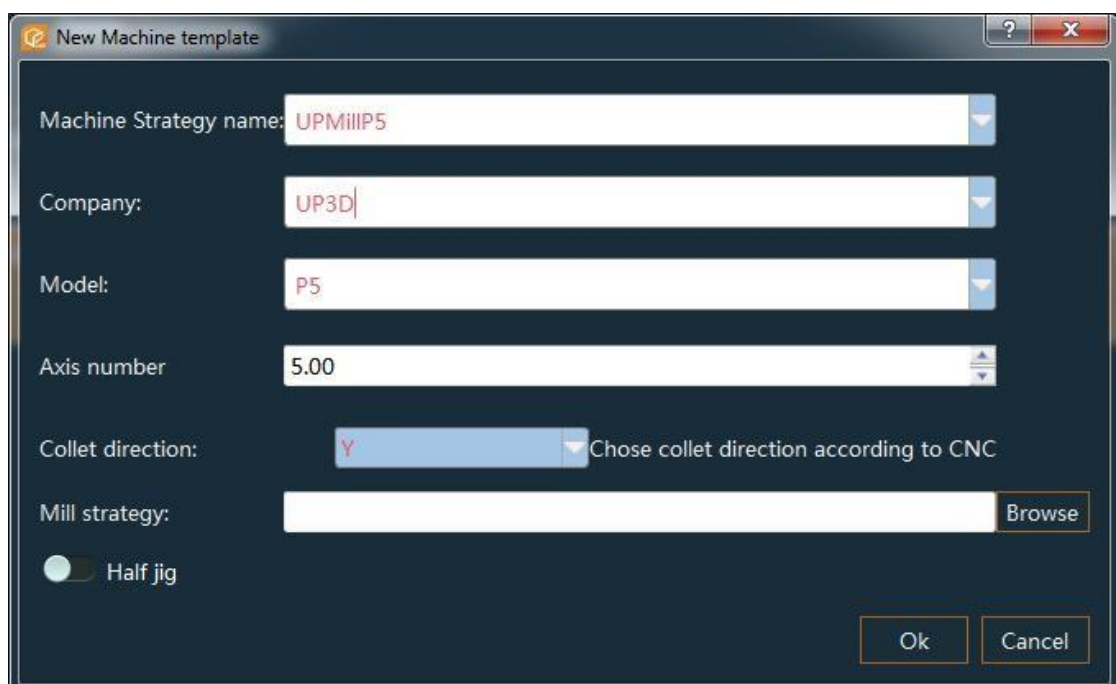 New Machine template
Machine Strategy name: UPMillP5
Company: UP3D
Model: P5
Axis number 5.00
Collet direction: Y Chose collet direction according to CNC
Mill strategy: Browse
Half jig
Ok Cancel